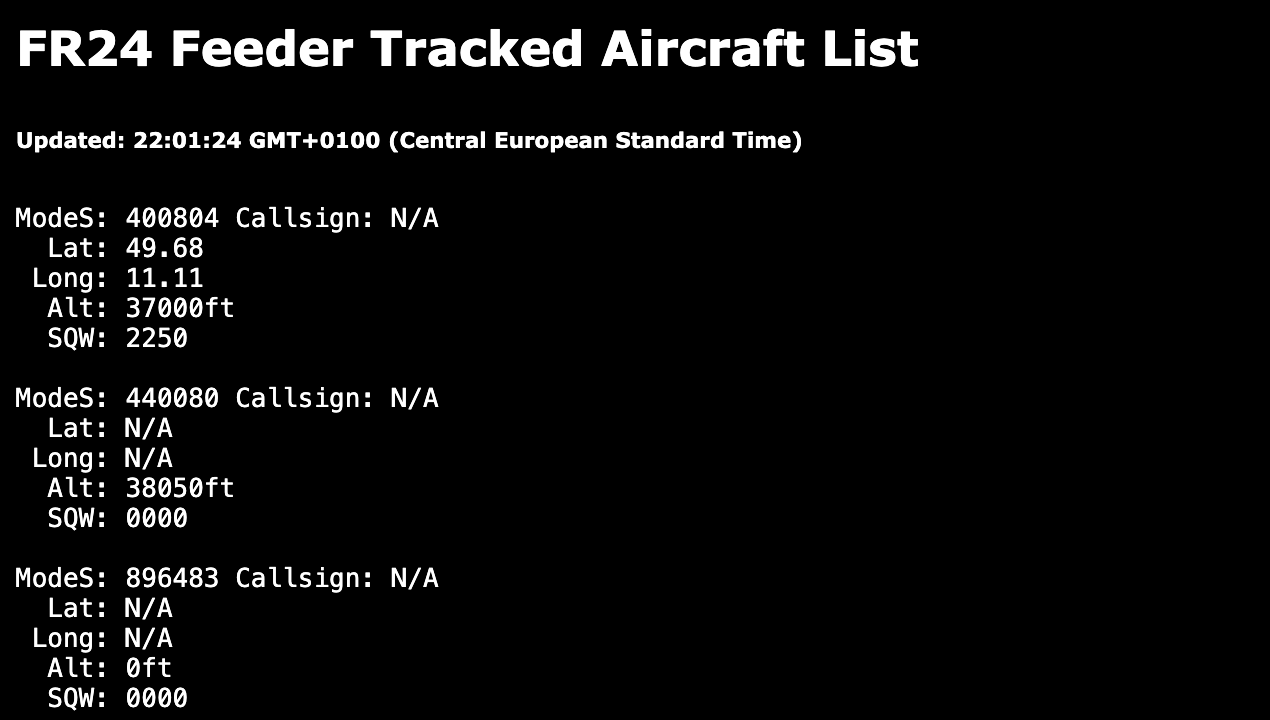 FR24 Feeder Tracked Aircraft List
Updated: 22:01:24 GMT+0100 (Central European Standard Time)
ModeS: 400804 Callsign: N/A
Lat: 49.68
Long: 11.11
Alt: 37000ft
SQW: 2250
ModeS: 440080 Callsign: N/A
Lat: N/A
Long: N/A
Alt: 38050ft
SQW: 0000
ModeS: 896483 Callsign: N/A
Lat: N/A
Long: N/A
Alt: 0ft
SQW: 0000